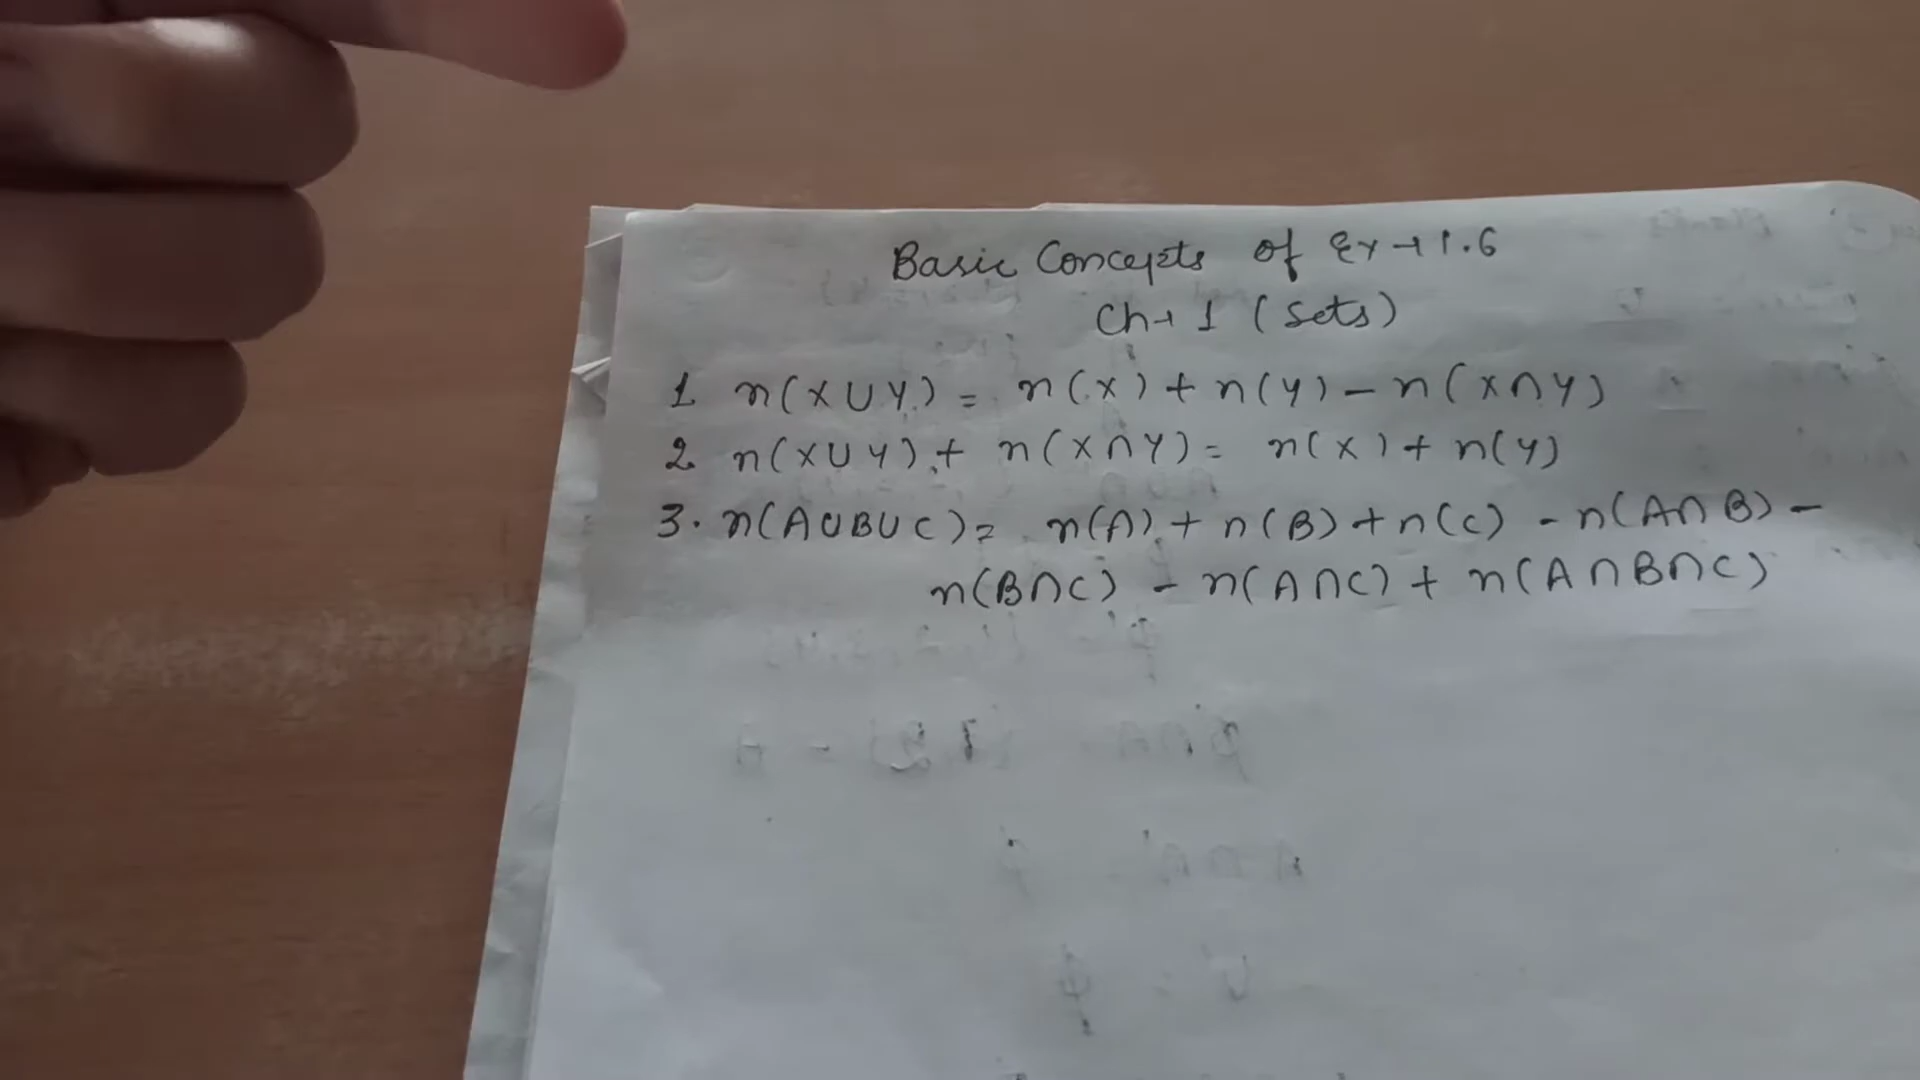 Basic Concepts of Ex → 1.6
Ch → 1 (Sets)
1 n(X∪Y) = n(X) + n(Y) - n(X∩Y)
2 n(X∪Y) + n(X∩Y) = n(X) + n(Y)
3. n(A∪B∪C) = n(A) + n(B) + n(C) - n(A∩B) -
n(B∩C) - n(A∩C) + n(A∩B∩C)